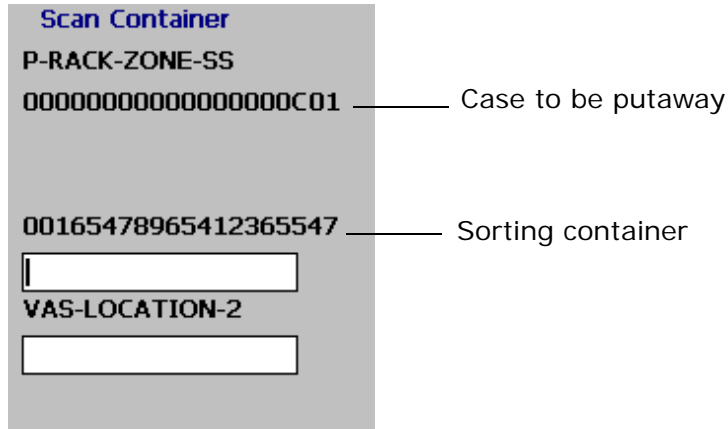 Scan Container
P-RACK-ZONE-SS
00000000000000000C01
Case to be putaway
00165478965412365547
Sorting container
VAS-LOCATION-2